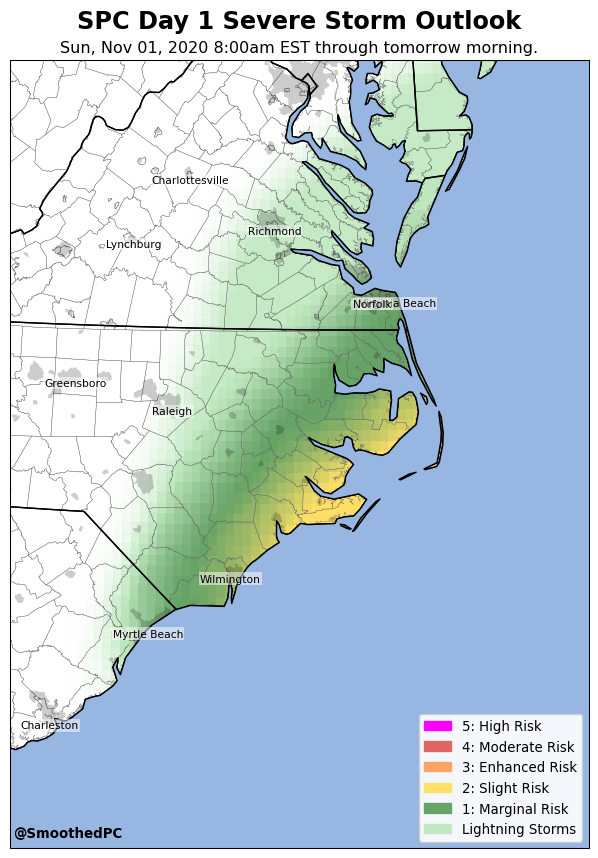 SPC Day 1 Severe Storm Outlook
Sun, Nov 01, 2020 8:00am EST through tomorrow morning.
Charlottesville
Richmond
Lynchburg
Virginia Beach
Norfolk
Greensboro
Raleigh
Wilmington
Myrtle Beach
Charleston
5: High Risk
4: Moderate Risk
3: Enhanced Risk
2: Slight Risk
1: Marginal Risk
Lightning Storms
@SmoothedPC